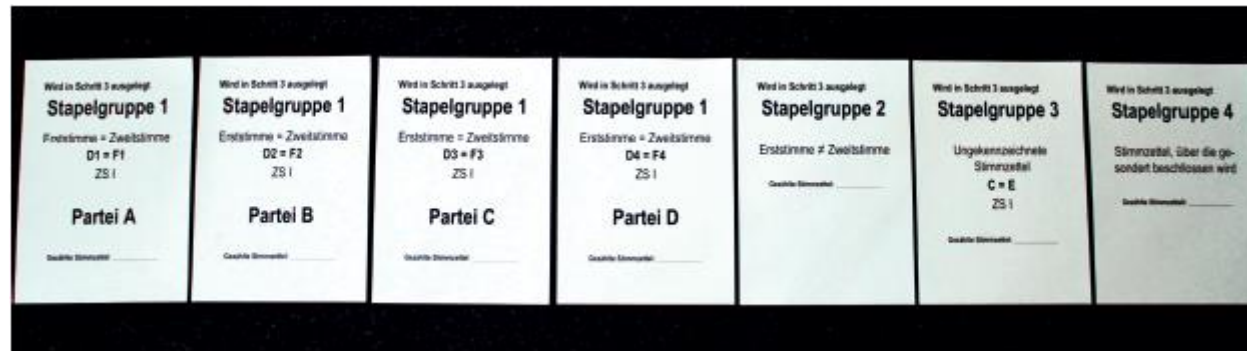 Wird in Schritt 3 ausgelegt
Stapelgruppe 1
Erststimme = Zweitstimme
D1 = F1
ZS I
Partei A
Gezählte Stimmzettel:
Wird in Schritt 3 ausgelegt
Stapelgruppe 1
Erststimme = Zweitstimme
D2 = F2
ZS I
Partei B
Gezählte Stimmzettel:
Wird in Schritt 3 ausgelegt
Stapelgruppe 1
Erststimme = Zweitstimme
D3 = F3
ZS I
Partei C
Gezählte Stimmzettel:
Wird in Schritt 3 ausgelegt
Stapelgruppe 1
Erststimme = Zweitstimme
D4 = F4
ZS I
Partei D
Gezählte Stimmzettel:
Wird in Schritt 3 ausgelegt
Stapelgruppe 2
Erststimme ≠ Zweitstimme
Gezählte Stimmzettel:
Wird in Schritt 3 ausgelegt
Stapelgruppe 3
Ungekennzeichnete
Stimmzettel
C = E
ZS I
Gezählte Stimmzettel:
Wird in Schritt 3 ausgelegt
Stapelgruppe 4
Stimmzettel, über die ge-
sondert beschlossen wird
Gezählte Stimmzettel: